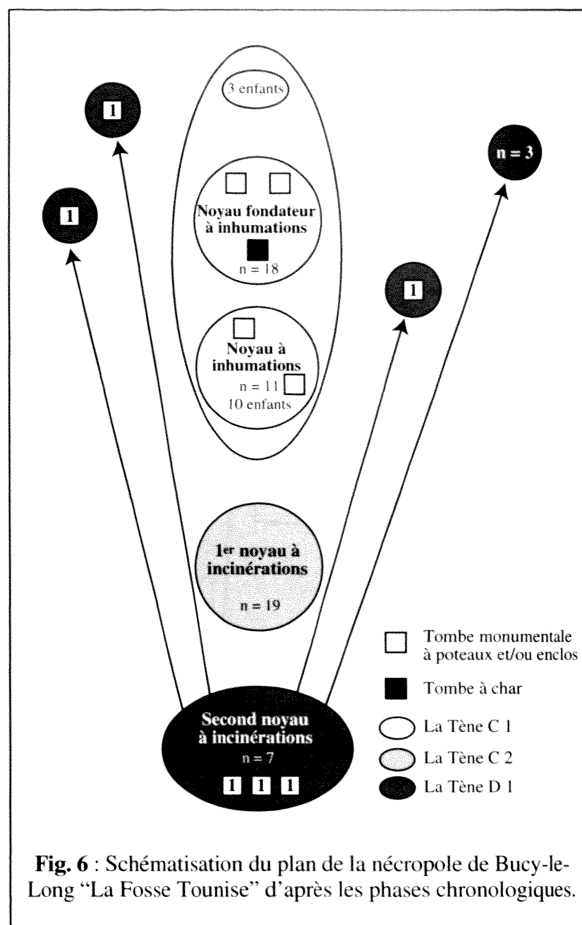 3 enfants
1
n = 3
1
Noyau fondateur
à inhumations
n = 18
1
Noyau à
inhumations
n = 11
10 enfants
1er noyau à
incinérations
n = 19
Second noyau
à incinérations
n = 7
1 1 1
Tombe monumentale
à poteaux et/ou enclos
Tombe à char
La Tène C 1
La Tène C 2
La Tène D 1
Fig. 6 : Schématisation du plan de la nécropole de Bucy-le-
Long “La Fosse Tounise” d'après les phases chronologiques.